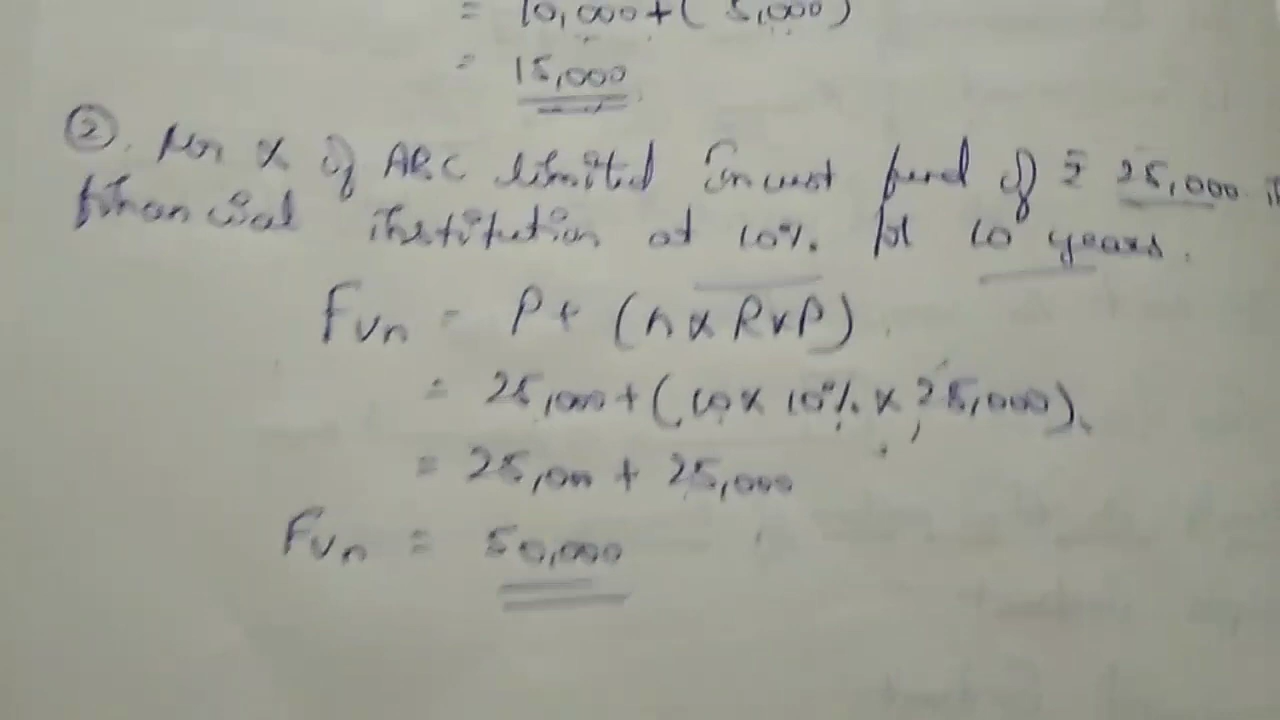 = 10,000 + ( 5,000)
= 15,000
② Mr X of ABC limited Invest fund of ₹ 25,000 in
financial institution at 10% for 10 years.
FVn = P + (n x R x P)
= 25,000 + (10 x 10% x 25,000)
= 25,000 + 25,000
FVn = 50,000